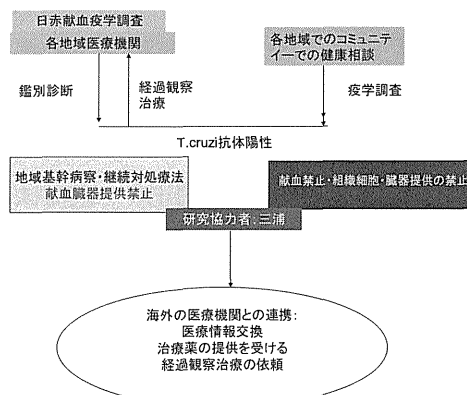 日赤献血疫学調査
各地域医療機関
各地域でのコミュニテ
イーでの健康相談
鑑別診断
経過観察
治療
疫学調査
T.cruzi抗体陽性
地域基幹病察・継続対処療法
献血臓器提供禁止
献血禁止・組織細胞・臓器提供の禁止
研究協力者:三浦
海外の医療機関との連携:
医療情報交換
治療薬の提供を受ける
経過観察治療の依頼